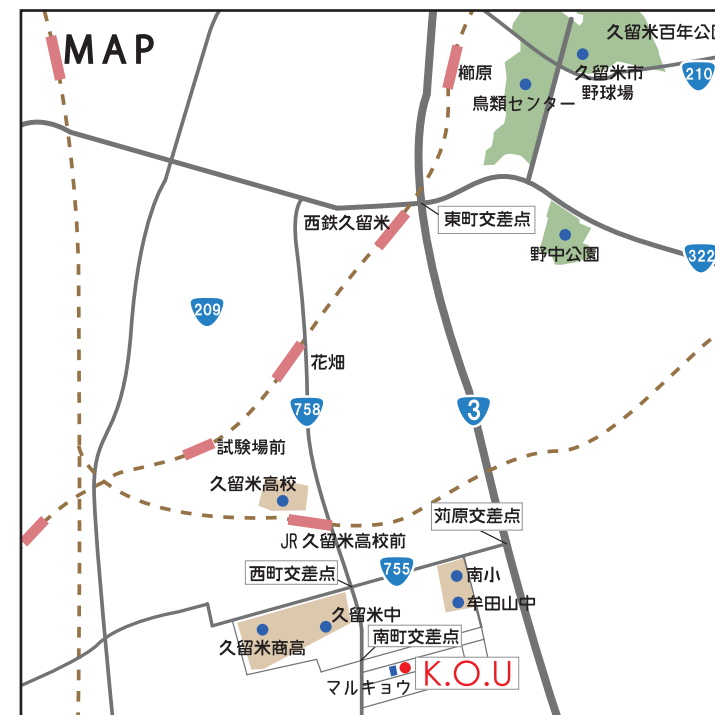 MAP
久留米百年公園
久留米市
野球場
210
櫛原
鳥類センター
西鉄久留米
東町交差点
野中公園
322
209
花畑
758
3
試験場前
久留米高校
JR 久留米高校前
苅原交差点
西町交差点
755
南小
牟田山中
久留米中
久留米商高
南町交差点
マルキョウ
K.O.U